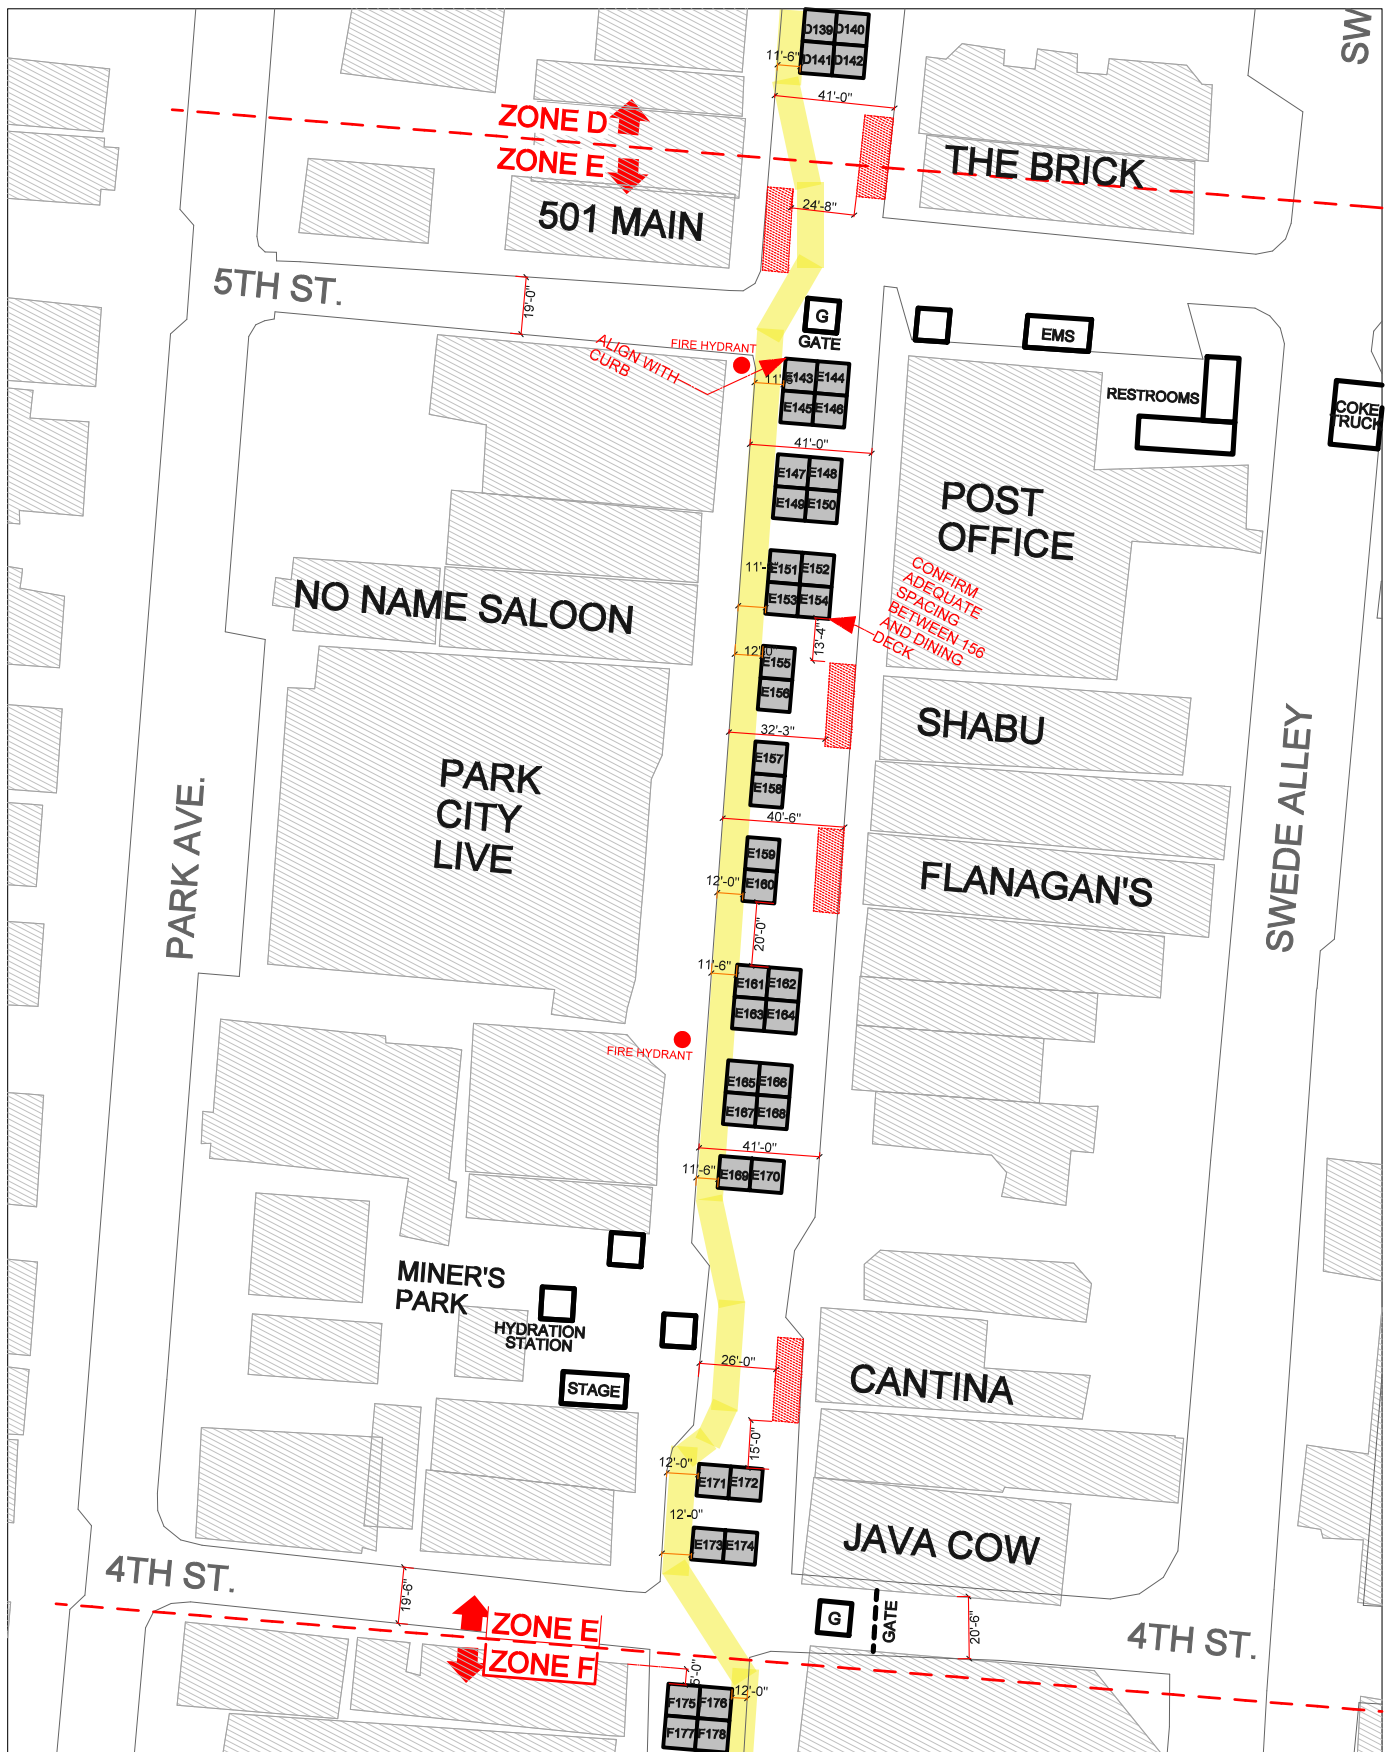 D139 D140
SW
11'-6"
D141 D142
41'-0"
ZONE D
ZONE E
THE BRICK
24'-8"
501 MAIN
5TH ST.
19'-0"
G
GATE
EMS
FIRE HYDRANT
ALIGN WITH
CURB
E143 E144
RESTROOMS
E145 E146
COKE
TRUCK
41'-0"
E147 E148
E149 E150
POST
OFFICE
E151 E152
E153 E154
CONFIRM
ADEQUATE
SPACING
BETWEEN 156
AND DINING
DECK
NO NAME SALOON
13'-4"
E155
E156
32'-3"
SHABU
SWEDE ALLEY
E157
E158
PARK
CITY
LIVE
PARK AVE.
40'-6"
E159
E160
12'-0"
FLANAGAN'S
20'-0"
11'-6"
E161 E162
E163 E164
FIRE HYDRANT
E165 E166
E167 E168
41'-0"
11'-6"
E169 E170
MINER'S
PARK
HYDRATION
STATION
26'-0"
STAGE
CANTINA
15'-0"
12'-0"
E171 E172
12'-0"
E173 E174
JAVA COW
4TH ST.
19'-6"
G
GATE
20'-6"
ZONE E
ZONE F
4TH ST.
12'-0"
F175 F176
F177 F178